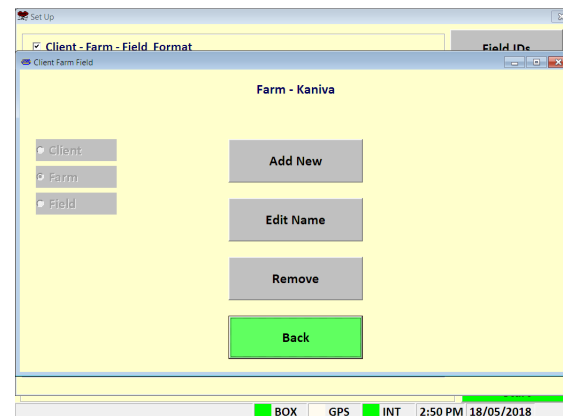 Set Up
Client - Farm - Field Format
Field IDs
Client Farm Field
Farm - Kaniva
Client
Farm
Field
Add New
Edit Name
Remove
Back
BOX GPS INT 2:50 PM 18/05/2018